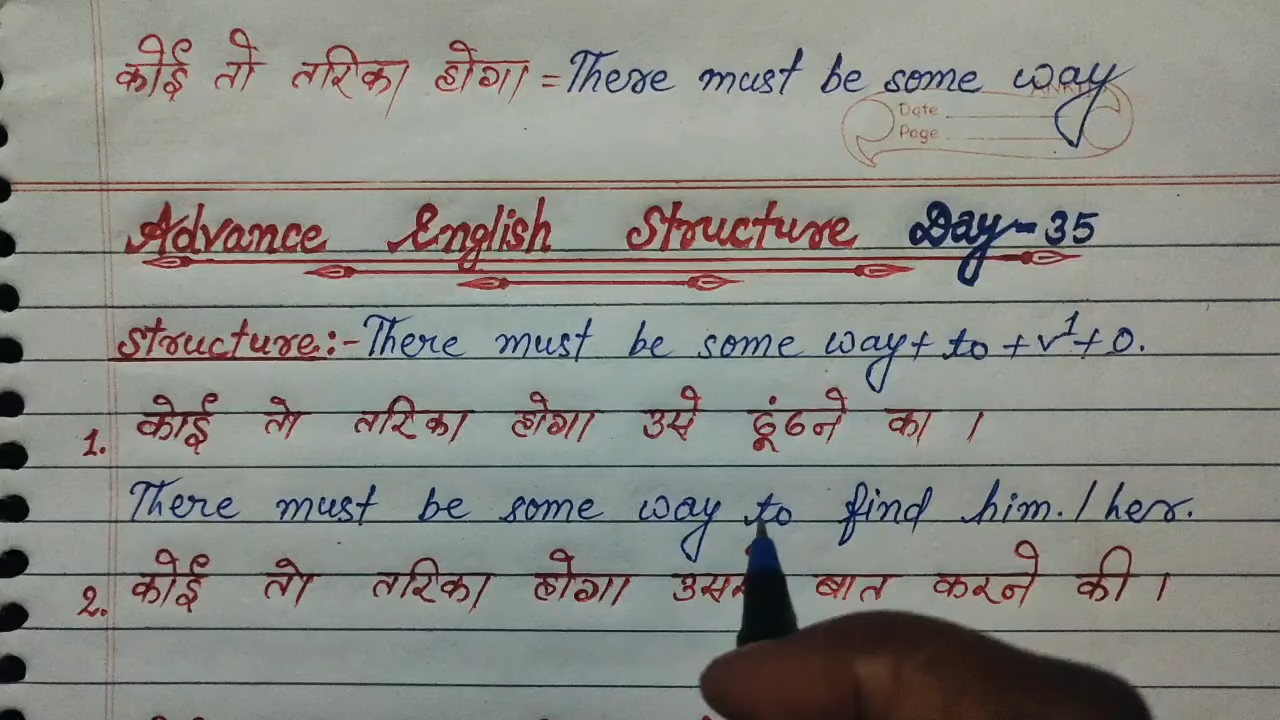 कोई तो तरिका होगा = There must be some way
Date
Page
Advance English Structure Day-35
Structure:- There must be some way + to + v¹ + o.
1. कोई तो तरिका होगा उसे ढूंढने का ।
There must be some way to find him. / her.
2. कोई तो तरिका होगा बात करने की ।